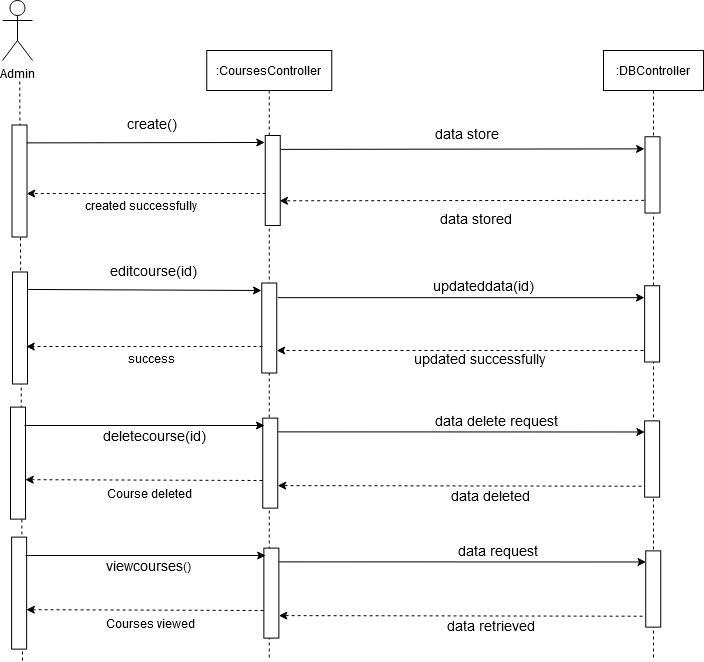 Admin
:CoursesController
:DBController
create()
data store
created successfully
data stored
editcourse(id)
updateddata(id)
success
updated successfully
deletecourse(id)
data delete request
Course deleted
data deleted
viewcourses()
data request
Courses viewed
data retrieved